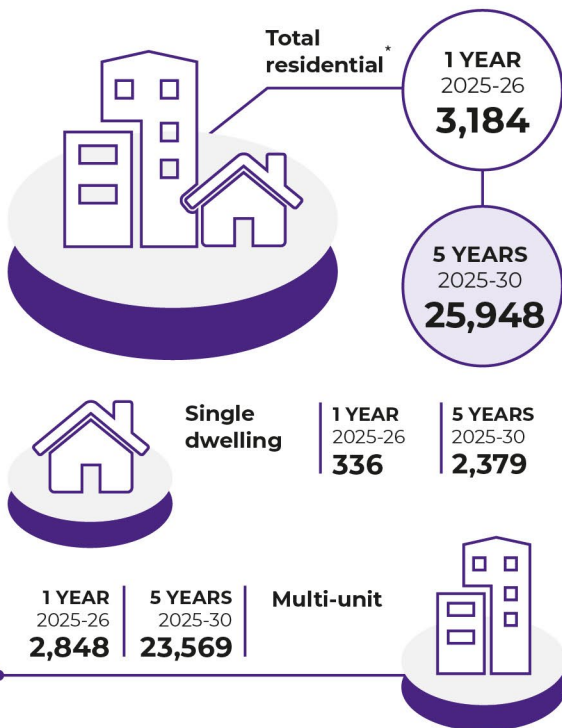 Total
residential*
1 YEAR
2025-26
3,184
5 YEARS
2025-30
25,948
Single
dwelling
1 YEAR
2025-26
336
5 YEARS
2025-30
2,379
1 YEAR
2025-26
2,848
5 YEARS
2025-30
23,569
Multi-unit